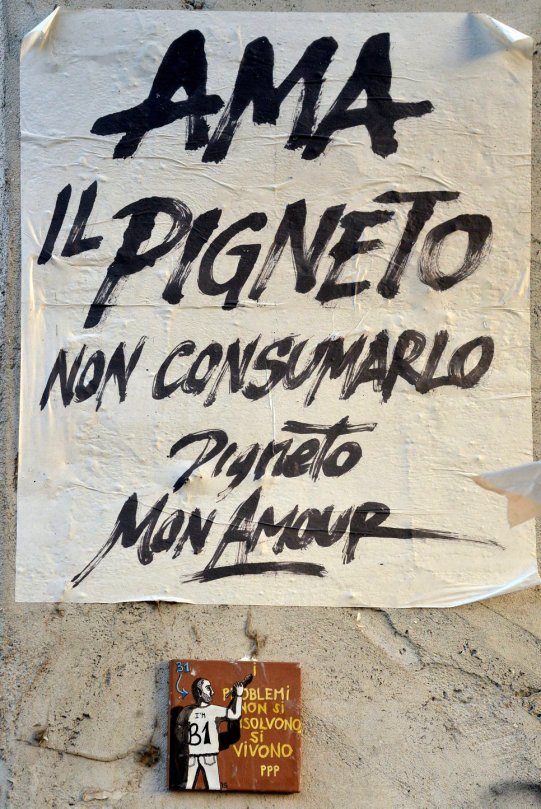 AMA
IL PIGNETO
NON CONSUMARLO
Pigneto
MON AMOUR
B1
I'M
B1
i
PROBLEMI
NON SI
RISOLVONO,
SI
VIVONO
PPP